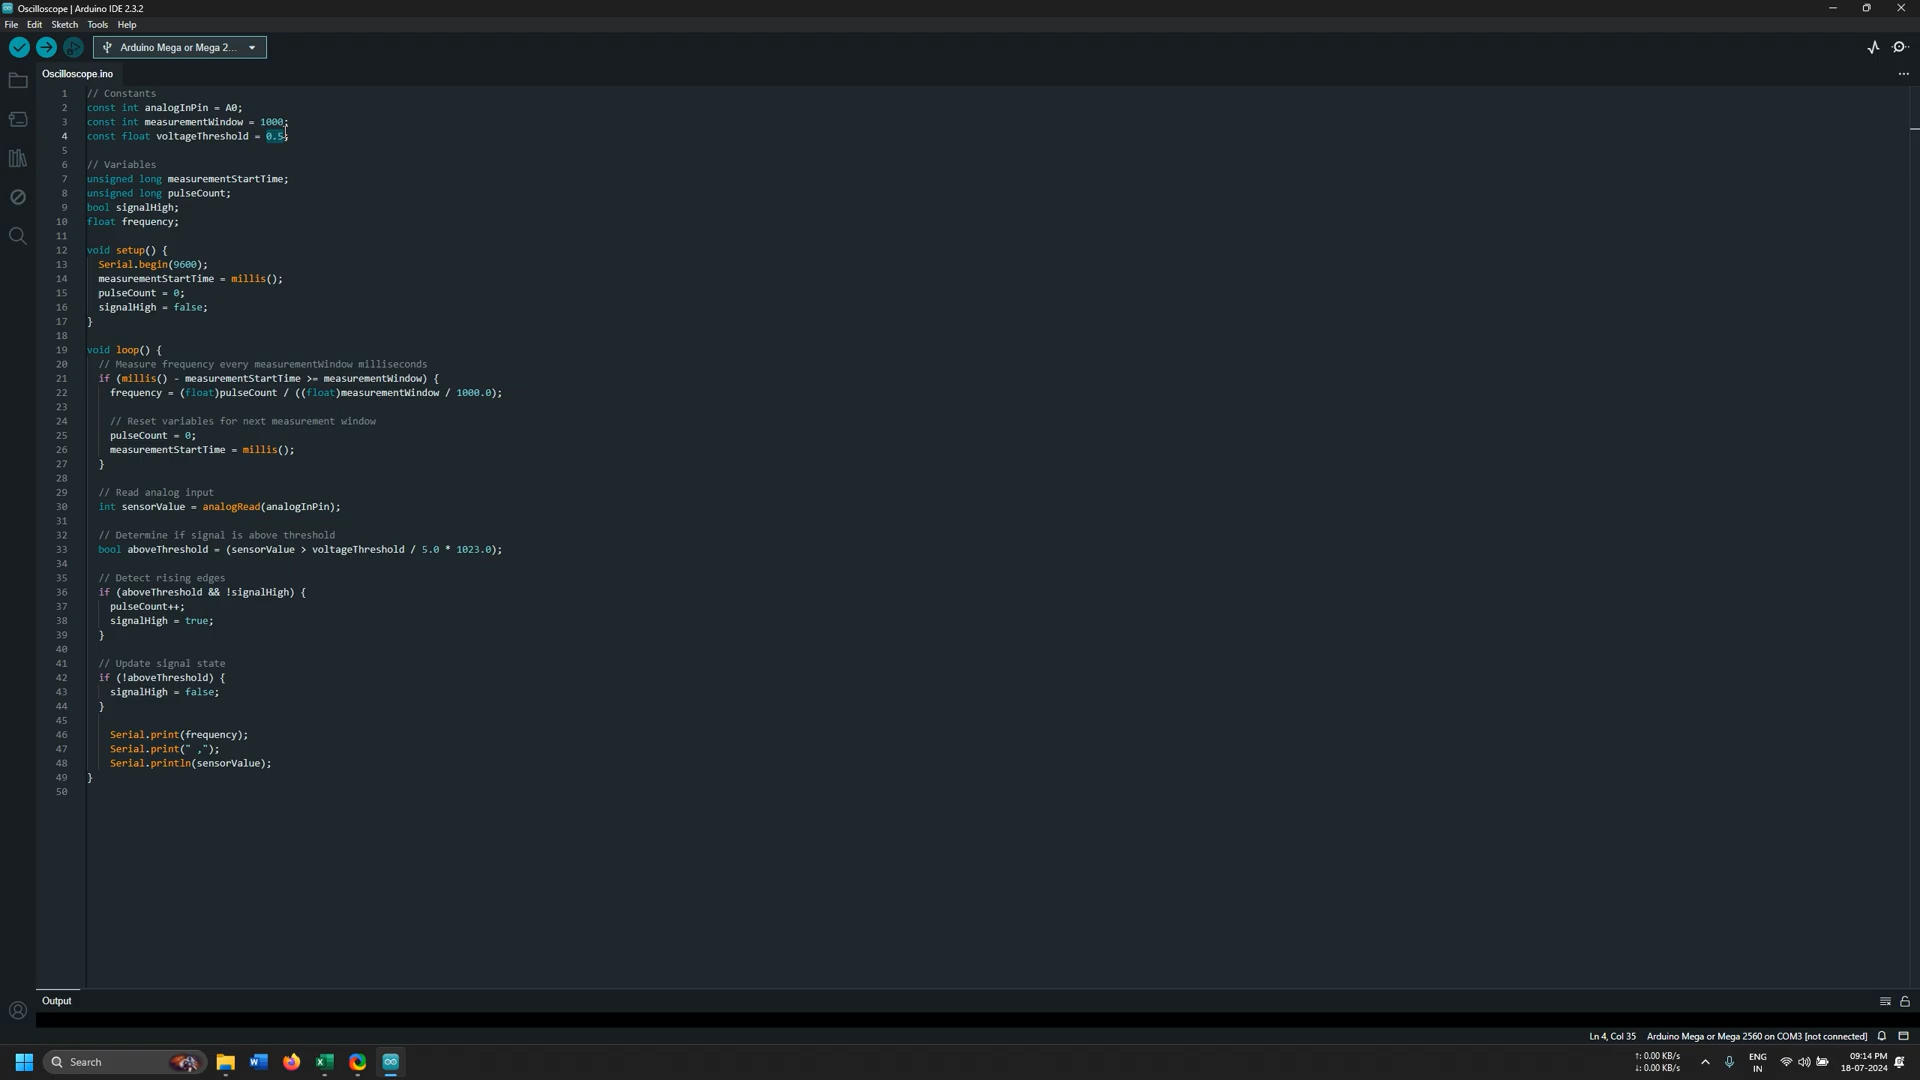 Oscilloscope | Arduino IDE 2.3.2
File Edit Sketch Tools Help
Arduino Mega or Mega 2...
Oscilloscope.ino
1 // Constants
2 const int analogInPin = A0;
3 const int measurementWindow = 1000;
4 const float voltageThreshold = 0.5;
5
6 // Variables
7 unsigned long measurementStartTime;
8 unsigned long pulseCount;
9 bool signalHigh;
10 float frequency;
11
12 void setup() {
13 Serial.begin(9600);
14 measurementStartTime = millis();
15 pulseCount = 0;
16 signalHigh = false;
17 }
18
19 void loop() {
20 // Measure frequency every measurementWindow milliseconds
21 if (millis() - measurementStartTime >= measurementWindow) {
22 frequency = (float)pulseCount / ((float)measurementWindow / 1000.0);
23
24 // Reset variables for next measurement window
25 pulseCount = 0;
26 measurementStartTime = millis();
27 }
28
29 // Read analog input
30 int sensorValue = analogRead(analogInPin);
31
32 // Determine if signal is above threshold
33 bool aboveThreshold = (sensorValue > voltageThreshold / 5.0 * 1023.0);
34
35 // Detect rising edges
36 if (aboveThreshold && !signalHigh) {
37 pulseCount++;
38 signalHigh = true;
39 }
40
41 // Update signal state
42 if (!aboveThreshold) {
43 signalHigh = false;
44 }
45
46 Serial.print(frequency);
47 Serial.print(" ,");
48 Serial.println(sensorValue);
49 }
50
Output
Ln 4, Col 35 Arduino Mega or Mega 2560 on COM3 [not connected]
Search
↑: 0.00 KB/s
↓: 0.00 KB/s
ENG
IN
09:14 PM
18-07-2024